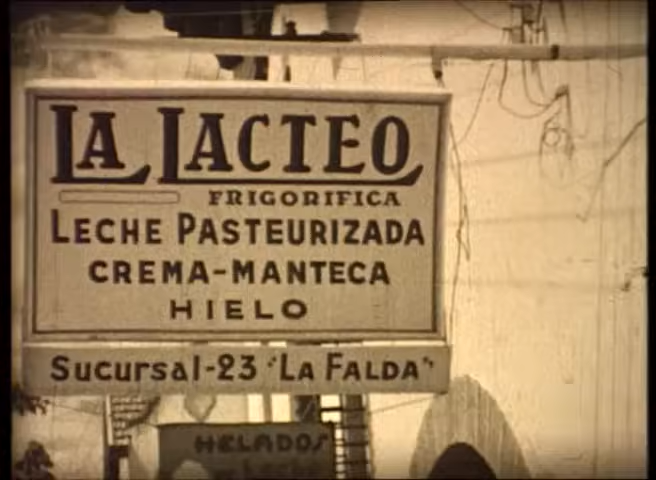 LA LACTEO
FRIGORIFICA
LECHE PASTEURIZADA
CREMA-MANTECA
HIELO
Sucursal-23 "LA FALDA"
HELADOS